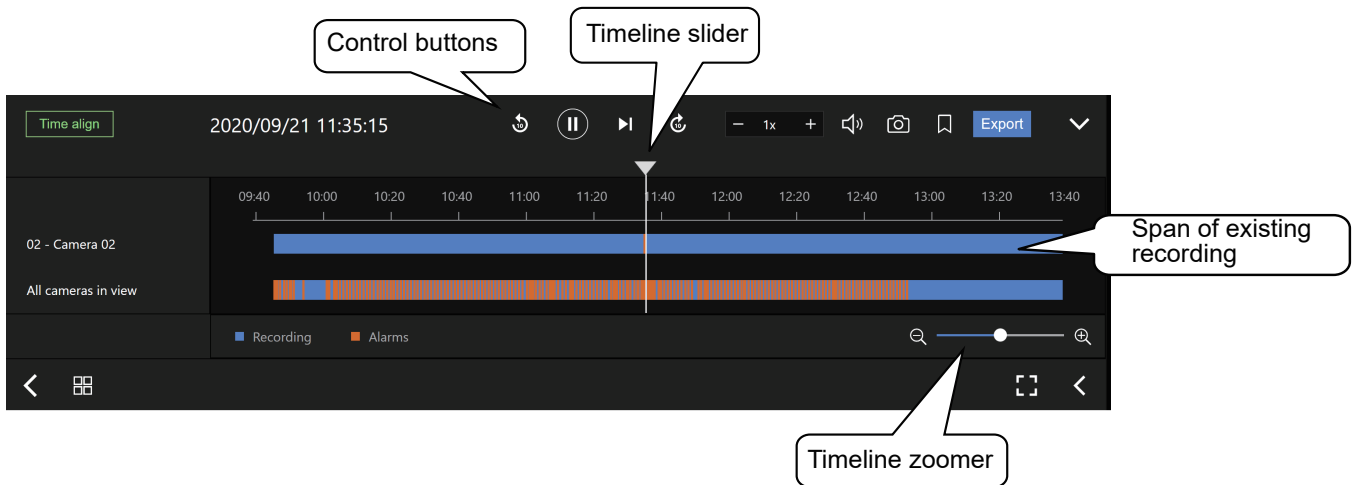 Control buttons
Timeline slider
Time align
2020/09/21 11:35:15
10
10
− 1x +
Export
09:40 10:00 10:20 10:40 11:00 11:20 11:40 12:00 12:20 12:40 13:00 13:20 13:40
02 - Camera 02
Span of existing
recording
All cameras in view
Recording Alarms
Timeline zoomer